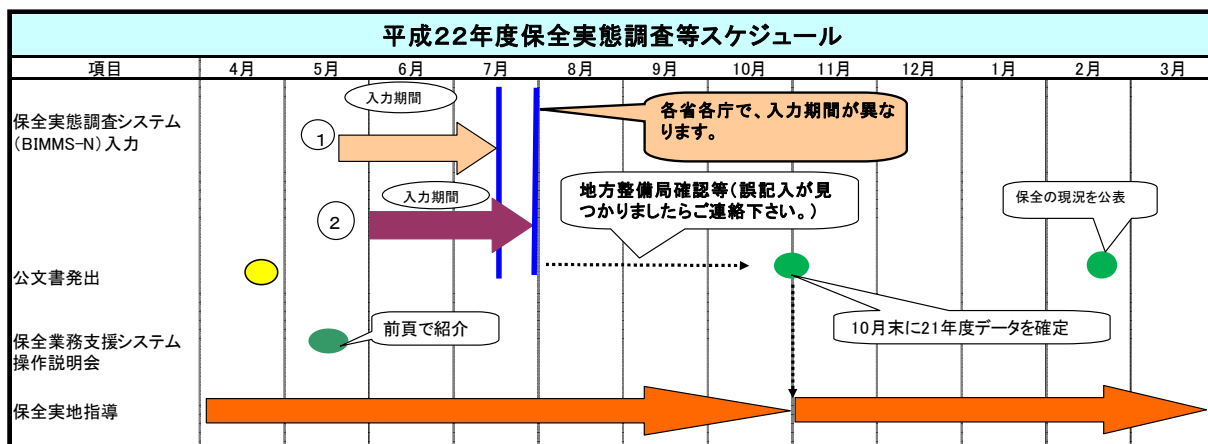 平成22年度保全実態調査等スケジュール
項目 4月 5月 6月 7月 8月 9月 10月 11月 12月 1月 2月 3月
保全実態調査システム
(BIMMS-N)入力
入力期間
1
各省各庁で、入力期間が異な
ります。
入力期間
2
地方整備局確認等(誤記入が見
つかりましたらご連絡下さい。)
保全の現況を公表
公文書発出
保全業務支援システム
操作説明会
前頁で紹介
10月末に21年度データを確定
保全実地指導